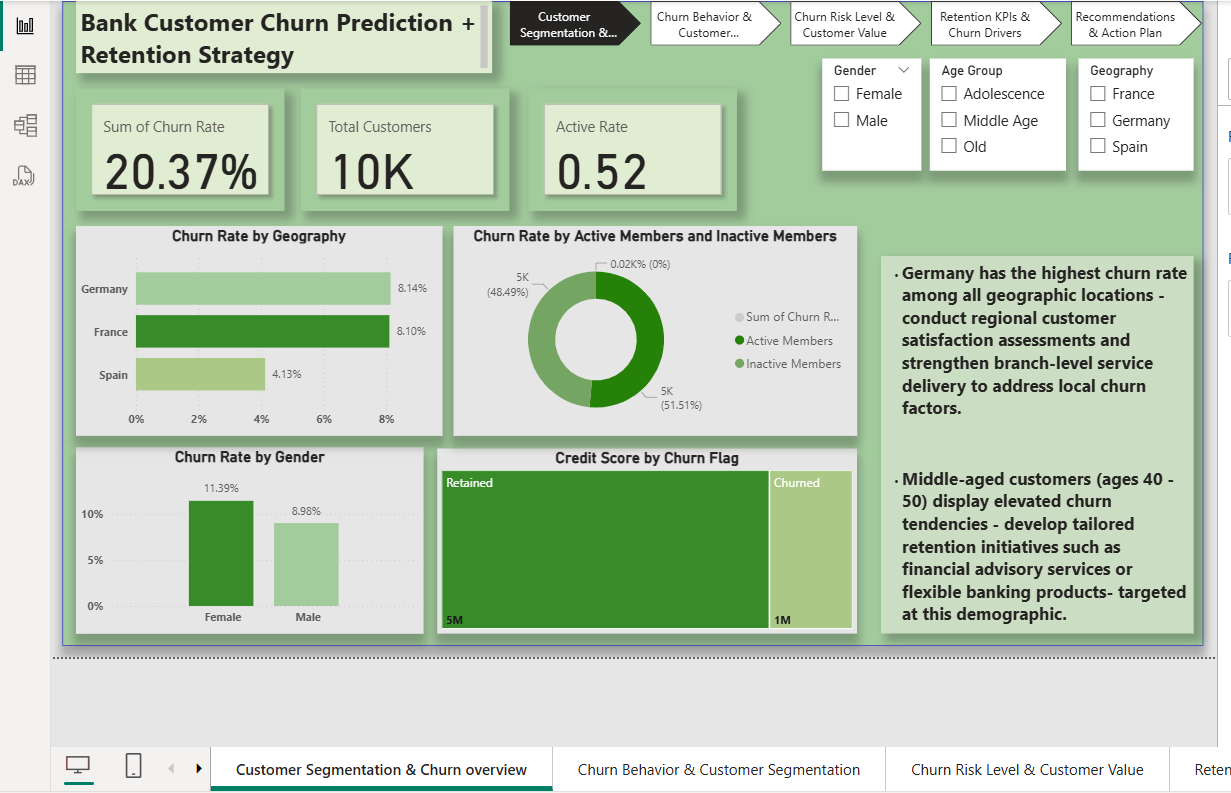 Bank Customer Churn Prediction +
Retention Strategy
Customer
Segmentation &...
Churn Behavior &
Customer...
Churn Risk Level &
Customer Value
Retention KPIs &
Churn Drivers
Recommendations
& Action Plan
Gender
Female
Male
Age Group
Adolescence
Middle Age
Old
Geography
France
Germany
Spain
Sum of Churn Rate
20.37%
Total Customers
10K
Active Rate
0.52
Churn Rate by Geography
Germany
8.14%
France
8.10%
Spain
4.13%
0%
2%
4%
6%
8%
Churn Rate by Active Members and Inactive Members
0.02K% (0%)
5K
(48.49%)
5K
(51.51%)
Sum of Churn R...
Active Members
Inactive Members
· Germany has the highest churn rate
among all geographic locations -
conduct regional customer
satisfaction assessments and
strengthen branch-level service
delivery to address local churn
factors.
· Middle-aged customers (ages 40 -
50) display elevated churn
tendencies - develop tailored
retention initiatives such as
financial advisory services or
flexible banking products- targeted
at this demographic.
Churn Rate by Gender
11.39%
8.98%
10%
5%
0%
Female
Male
Credit Score by Churn Flag
Retained
Churned
5M
1M
DAX
Customer Segmentation & Churn overview
Churn Behavior & Customer Segmentation
Churn Risk Level & Customer Value
Reten